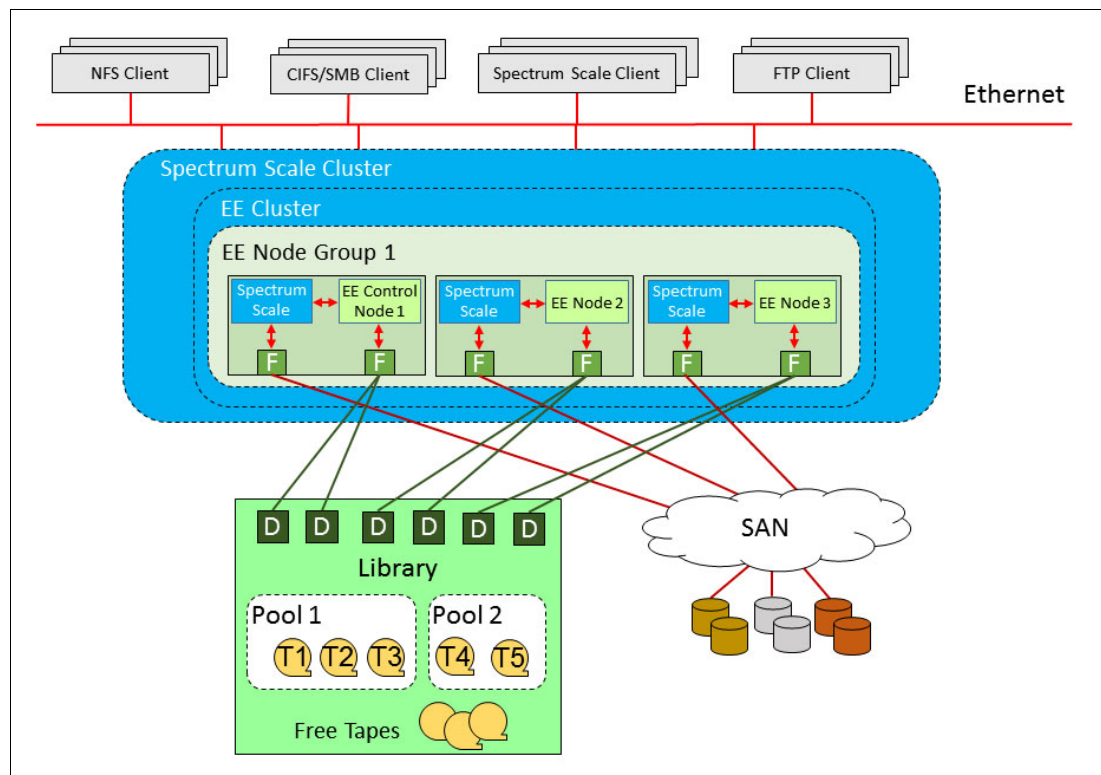 NFS Client
CIFS/SMB Client
Spectrum Scale Client
FTP Client
Ethernet
Spectrum Scale Cluster
EE Cluster
EE Node Group 1
Spectrum
Scale
EE Control
Node 1
Spectrum
Scale
EE Node 2
Spectrum
Scale
EE Node 3
F
F
F
F
F
F
D
D
D
D
D
D
Library
SAN
Pool 1
T1
T2
T3
Pool 2
T4
T5
Free Tapes